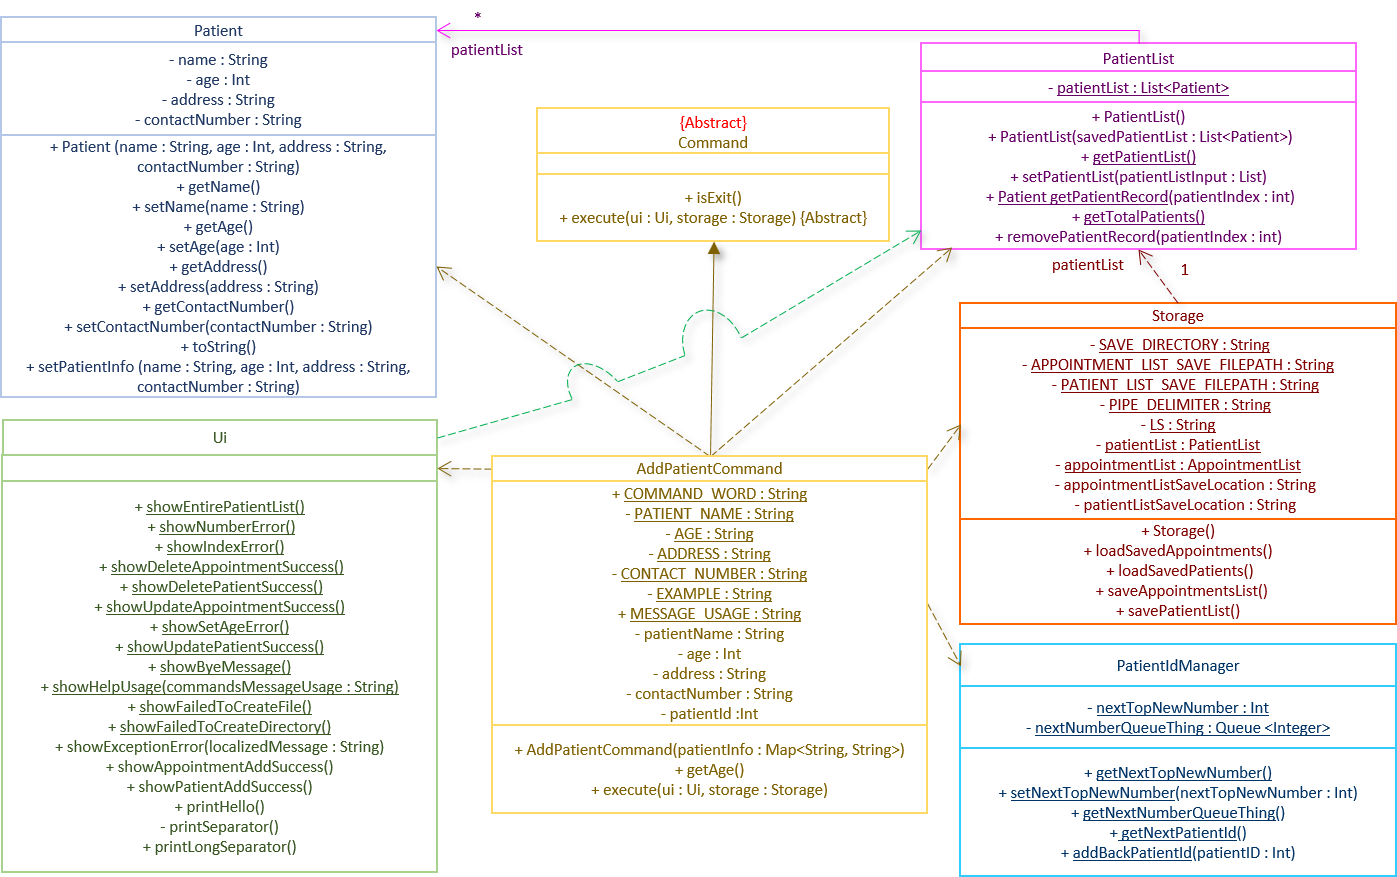 Patient
- name : String
- age : Int
- address : String
- contactNumber : String
+ Patient (name : String, age : Int, address : String,
contactNumber : String)
+ getName()
+ setName(name : String)
+ getAge()
+ setAge(age : Int)
+ getAddress()
+ setAddress(address : String)
+ getContactNumber()
+ setContactNumber(contactNumber : String)
+ toString()
+ setPatientInfo (name : String, age : Int, address : String,
contactNumber : String)
*
patientList
{Abstract}
Command
+ isExit()
+ execute(ui : Ui, storage : Storage) {Abstract}
PatientList
- patientList : List<Patient>
+ PatientList()
+ PatientList(savedPatientList : List<Patient>)
+ getPatientList()
+ setPatientList(patientListInput : List)
+ Patient getPatientRecord(patientIndex : int)
+ getTotalPatients()
+ removePatientRecord(patientIndex : int)
patientList
1
Storage
- SAVE_DIRECTORY : String
- APPOINTMENT_LIST_SAVE_FILEPATH : String
- PATIENT_LIST_SAVE_FILEPATH : String
- PIPE_DELIMITER : String
- LS : String
- patientList : PatientList
- appointmentList : AppointmentList
- appointmentListSaveLocation : String
- patientListSaveLocation : String
+ Storage()
+ loadSavedAppointments()
+ loadSavedPatients()
+ saveAppointmentsList()
+ savePatientList()
Ui
+ showEntirePatientList()
+ showNumberError()
+ showIndexError()
+ showDeleteAppointmentSuccess()
+ showDeletePatientSuccess()
+ showUpdateAppointmentSuccess()
+ showSetAgeError()
+ showUpdatePatientSuccess()
+ showByeMessage()
+ showHelpUsage(commandsMessageUsage : String)
+ showFailedToCreateFile()
+ showFailedToCreateDirectory()
+ showExceptionError(localizedMessage : String)
+ showAppointmentAddSuccess()
+ showPatientAddSuccess()
+ printHello()
- printSeparator()
+ printLongSeparator()
AddPatientCommand
+ COMMAND_WORD : String
- PATIENT_NAME : String
- AGE : String
- ADDRESS : String
- CONTACT_NUMBER : String
- EXAMPLE : String
+ MESSAGE_USAGE : String
- patientName : String
- age : Int
- address : String
- contactNumber : String
- patientId :Int
+ AddPatientCommand(patientInfo : Map<String, String>)
+ getAge()
+ execute(ui : Ui, storage : Storage)
PatientIdManager
- nextTopNewNumber : Int
- nextNumberQueueThing : Queue <Integer>
+ getNextTopNewNumber()
+ setNextTopNewNumber(nextTopNewNumber : Int)
+ getNextNumberQueueThing()
+ getNextPatientId()
+ addBackPatientId(patientID : Int)